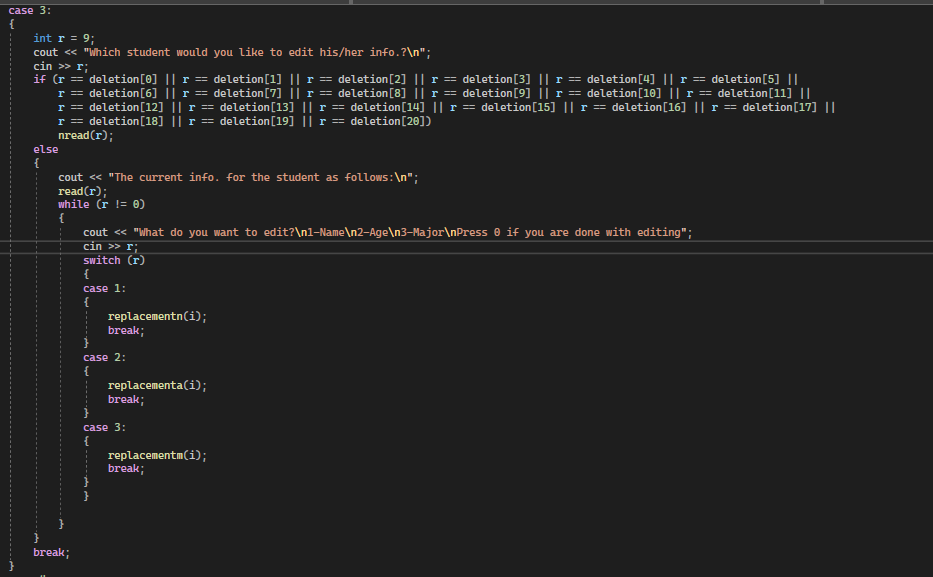 case 3:
{
int r = 9;
cout << "Which student would you like to edit his/her info.?\n";
cin >> r;
if (r == deletion[0] || r == deletion[1] || r == deletion[2] || r == deletion[3] || r == deletion[4] || r == deletion[5] ||
r == deletion[6] || r == deletion[7] || r == deletion[8] || r == deletion[9] || r == deletion[10] || r == deletion[11] ||
r == deletion[12] || r == deletion[13] || r == deletion[14] || r == deletion[15] || r == deletion[16] || r == deletion[17] ||
r == deletion[18] || r == deletion[19] || r == deletion[20])
nread(r);
else
{
cout << "The current info. for the student as follows:\n";
read(r);
while (r != 0)
{
cout << "What do you want to edit?\n1-Name\n2-Age\n3-Major\nPress 0 if you are done with editing";
cin >> r;
switch (r)
{
case 1:
{
replacementn(i);
break;
}
case 2:
{
replacementa(i);
break;
}
case 3:
{
replacementm(i);
break;
}
}
}
}
break;
}